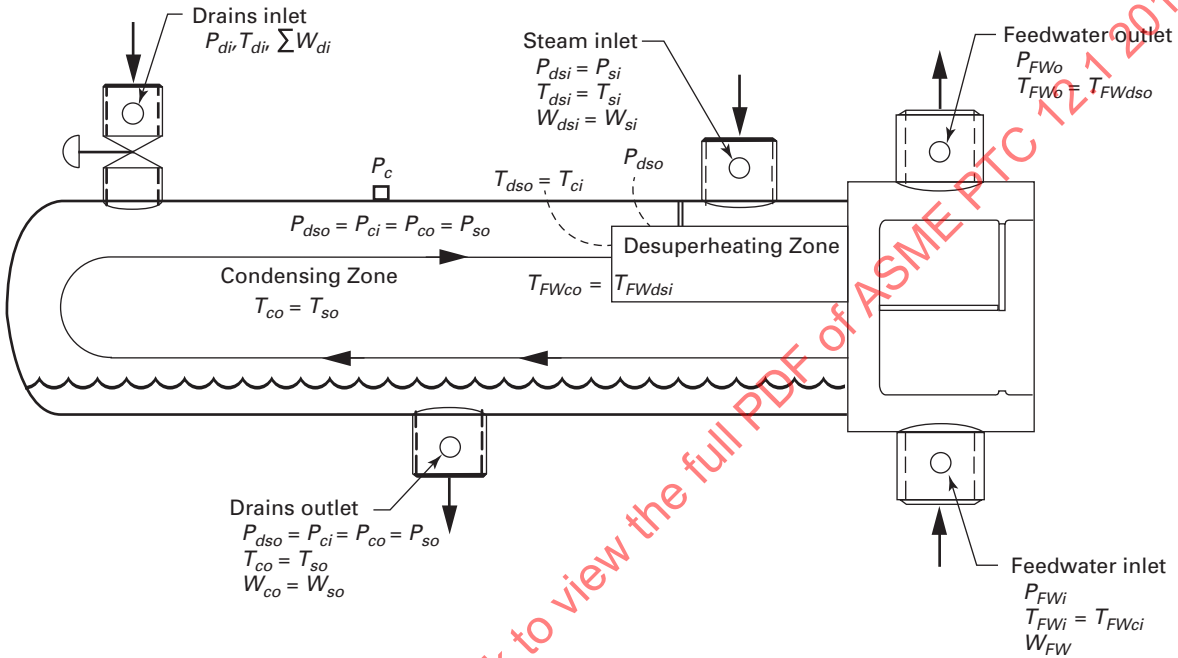 Drains inlet
P_di, T_di, ∑W_di
Steam inlet
P_dsi = P_si
T_dsi = T_si
W_dsi = W_si
Feedwater outlet
P_FWo
T_FWo = T_FWdso
P_c
T_dso = T_ci
P_dso
P_dso = P_ci = P_co = P_so
Desuperheating Zone
Condensing Zone
T_FWco = T_FWdsi
T_co = T_so
Drains outlet
P_dso = P_ci = P_co = P_so
T_co = T_so
W_co = W_so
Feedwater inlet
P_FWi
T_FWi = T_FWci
W_FW
to view the full PDF of ASME PTC 12.1 201